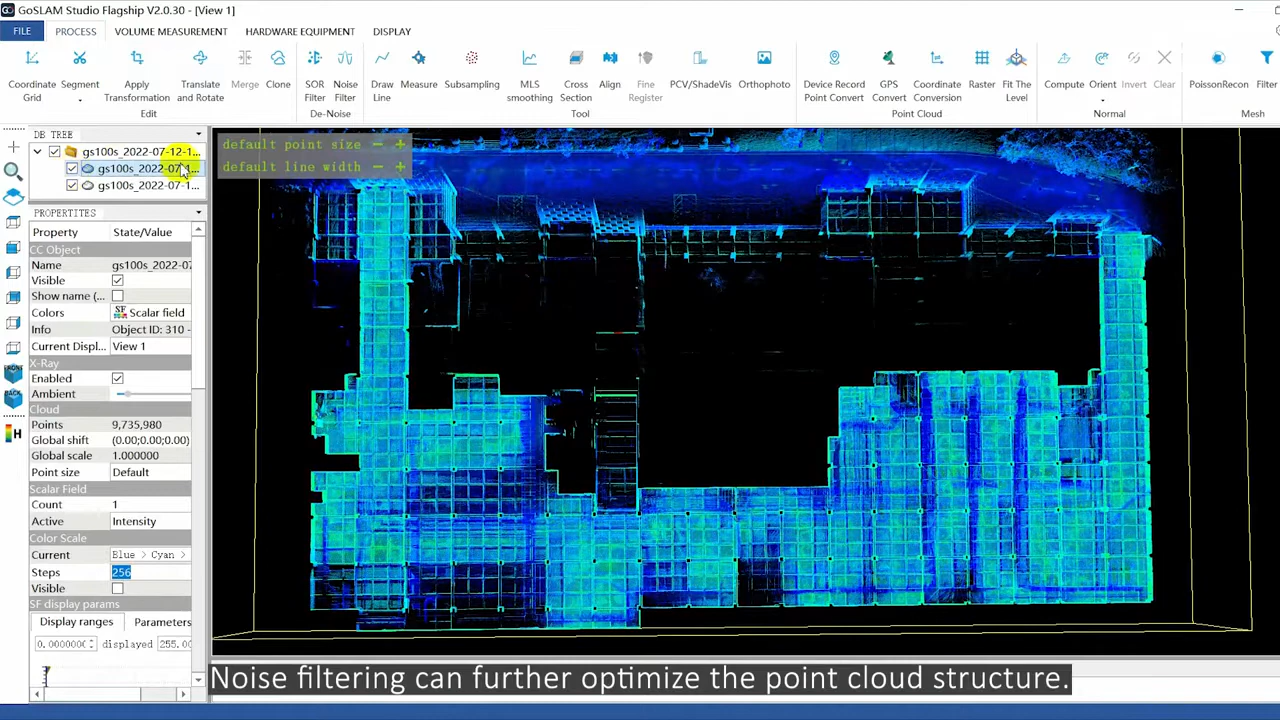 GoSLAM Studio Flagship V2.0.30 - [View 1]
FILE PROCESS VOLUME MEASUREMENT HARDWARE EQUIPMENT DISPLAY
Coordinate Grid
Segment
Apply Transformation
Translate and Rotate
Merge
Clone
SOR Filter
Noise Filter
Draw Line
Measure
Subsampling
MLS smoothing
Cross Section
Align
Fine Register
PCV/ShadeVis
Orthophoto
Device Record Point Convert
GPS Convert
Coordinate Conversion
Raster
Fit The Level
Compute
Orient
Invert
Clear
PoissonRecon
Filter
Edit De-Noise Tool Point Cloud Normal Mesh
DB TREE
gs100s_2022-07-12-1...
gs100s_2022-07-1...
gs100s_2022-07-1...
default point size - +
default line width - +
PROPERTITES
Property State/Value
CC Object
Name gs100s_2022-07
Visible
Show name (...
Colors SF Scalar field
Info Object ID: 310 -
Current Displ... View 1
X-Ray
Enabled
Ambient
Cloud
Points 9,735,980
Global shift (0.00;0.00;0.00)
Global scale 1.000000
Point size Default
Scalar Field
Count 1
Active Intensity
Color Scale
Current Blue > Cyan >
Steps 256
Visible
SF display params
Display ranges Parameters
0.000000( displayed 255.00
FRONT
BACK
H
Noise filtering can further optimize the point cloud structure.